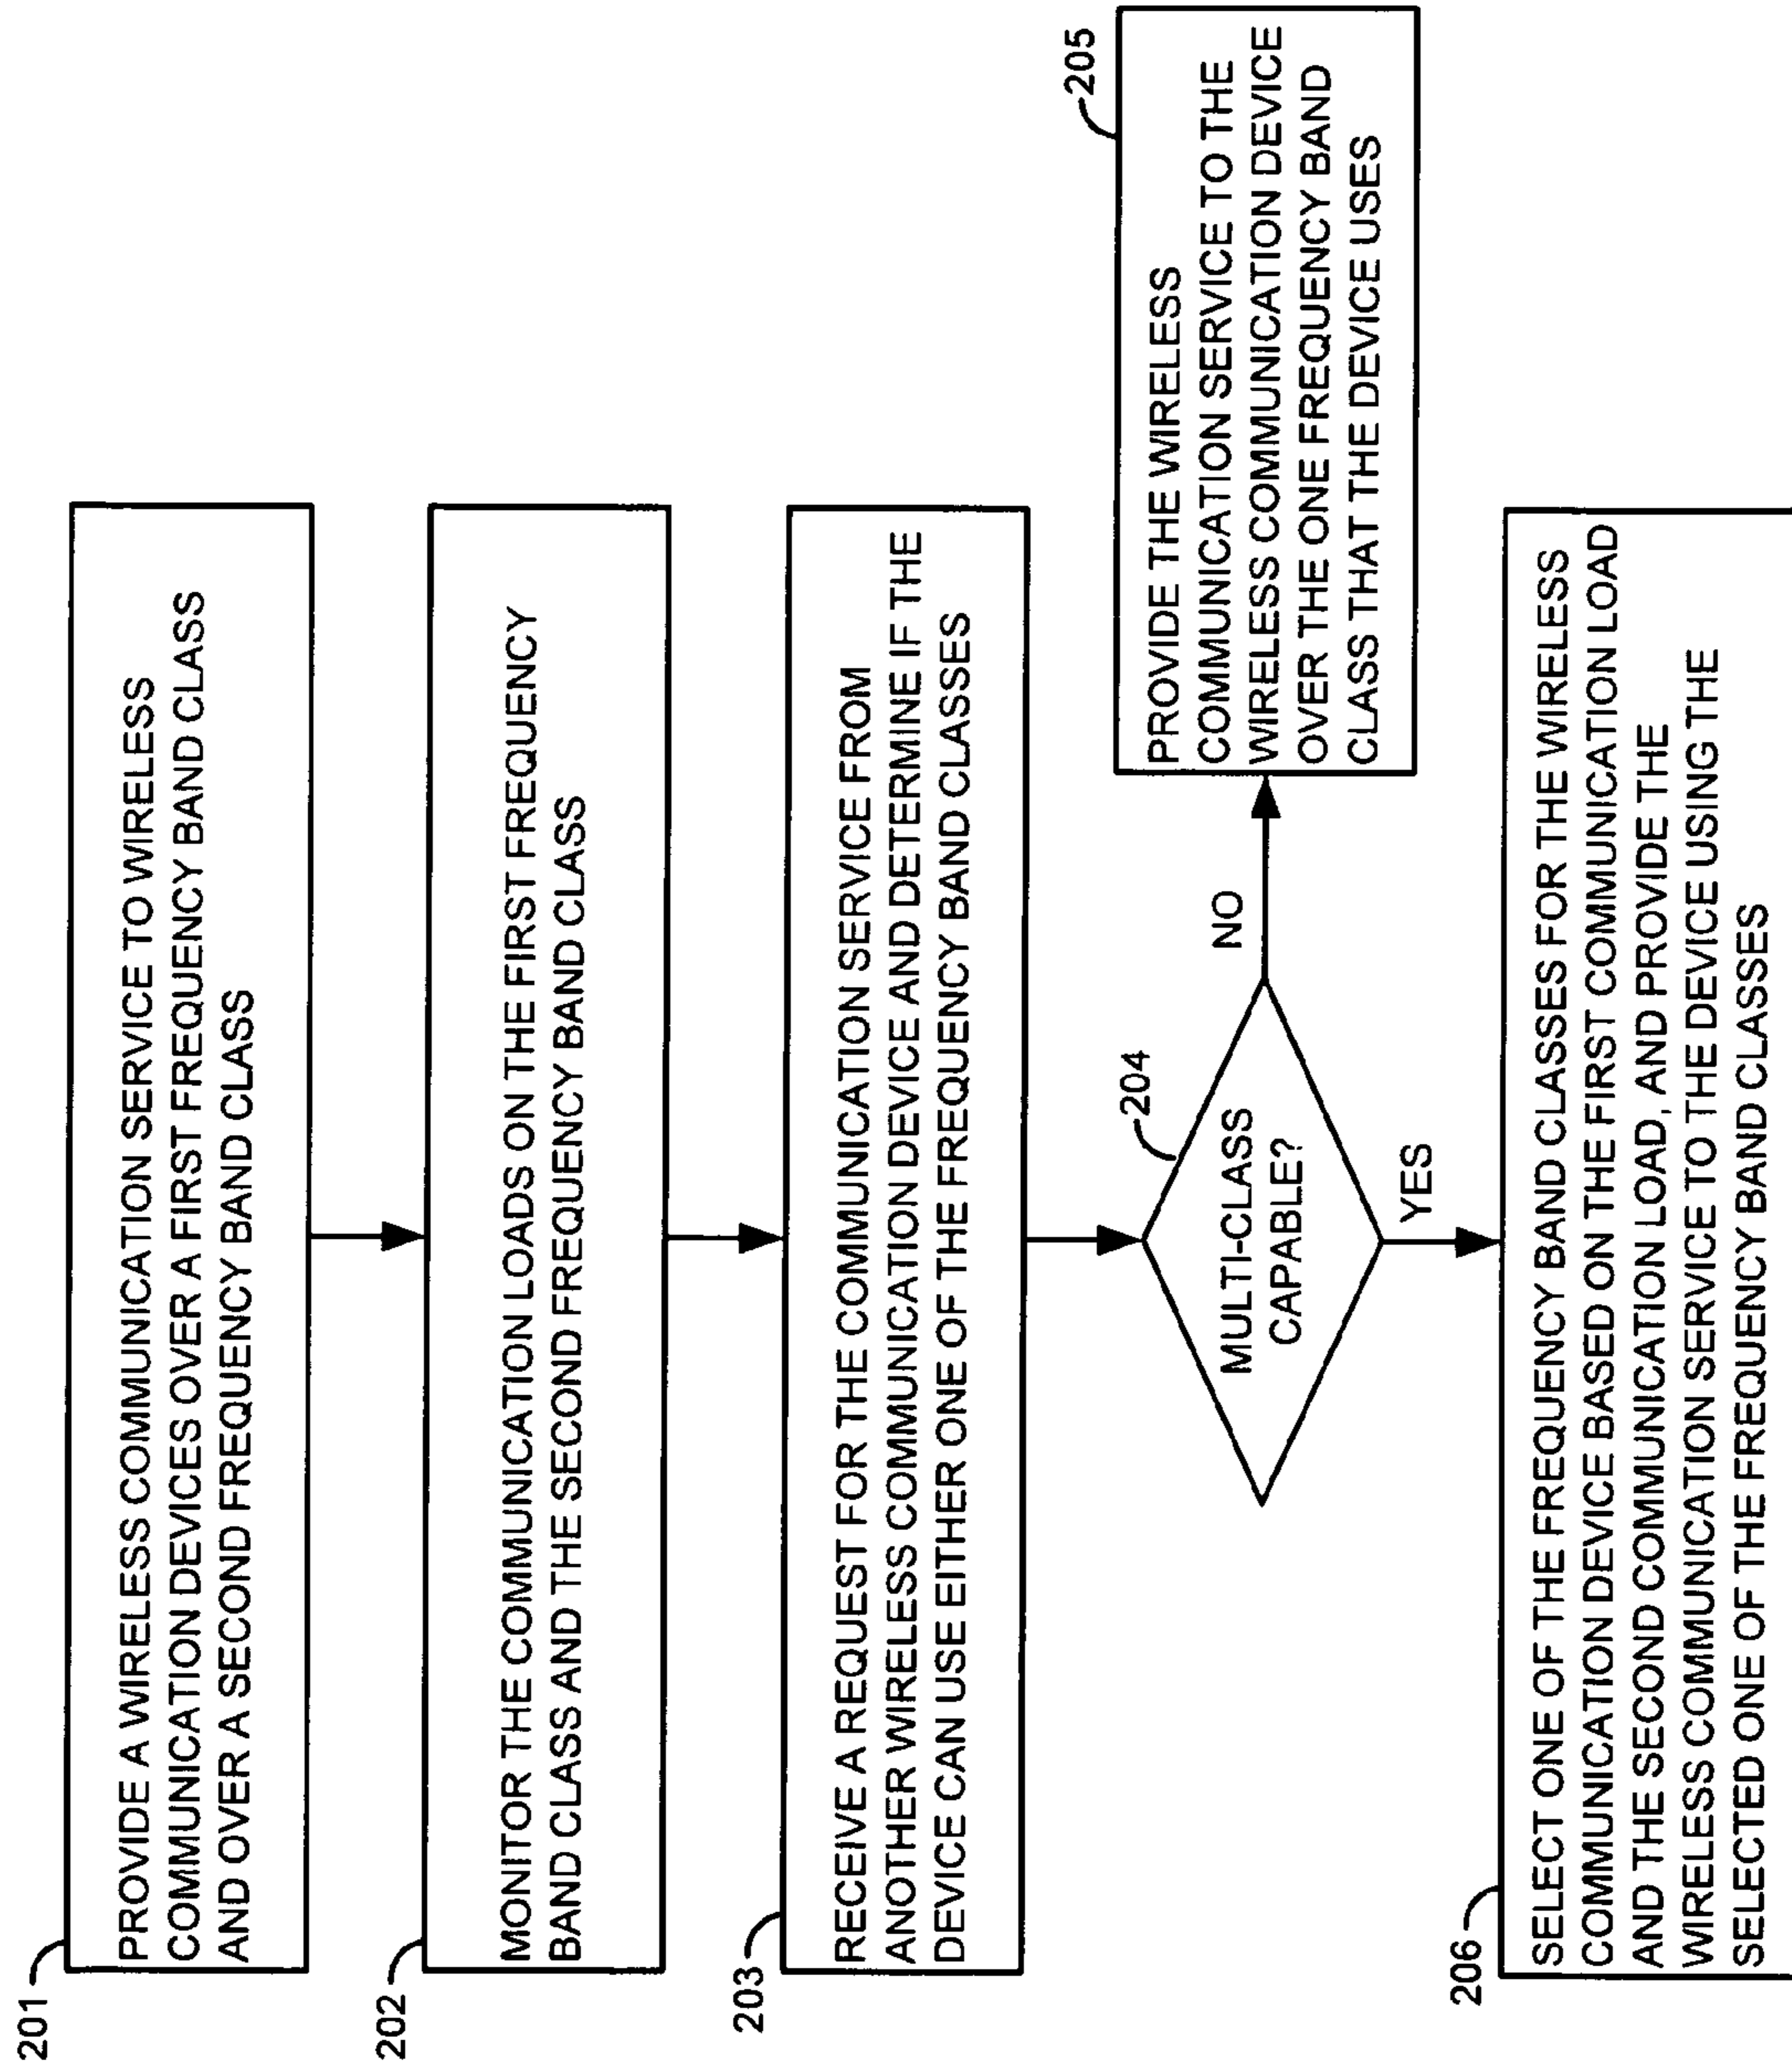 201
PROVIDE A WIRELESS COMMUNICATION SERVICE TO WIRELESS
COMMUNICATION DEVICES OVER A FIRST FREQUENCY BAND CLASS
AND OVER A SECOND FREQUENCY BAND CLASS
202
MONITOR THE COMMUNICATION LOADS ON THE FIRST FREQUENCY
BAND CLASS AND THE SECOND FREQUENCY BAND CLASS
203
RECEIVE A REQUEST FOR THE COMMUNICATION SERVICE FROM
ANOTHER WIRELESS COMMUNICATION DEVICE AND DETERMINE IF THE
DEVICE CAN USE EITHER ONE OF THE FREQUENCY BAND CLASSES
204
MULTI-CLASS
CAPABLE?
NO
205
PROVIDE THE WIRELESS
COMMUNICATION SERVICE TO THE
WIRELESS COMMUNICATION DEVICE
OVER THE ONE FREQUENCY BAND
CLASS THAT THE DEVICE USES
YES
206
SELECT ONE OF THE FREQUENCY BAND CLASSES FOR THE WIRELESS
COMMUNICATION DEVICE BASED ON THE FIRST COMMUNICATION LOAD
AND THE SECOND COMMUNICATION LOAD, AND PROVIDE THE
WIRELESS COMMUNICATION SERVICE TO THE DEVICE USING THE
SELECTED ONE OF THE FREQUENCY BAND CLASSES